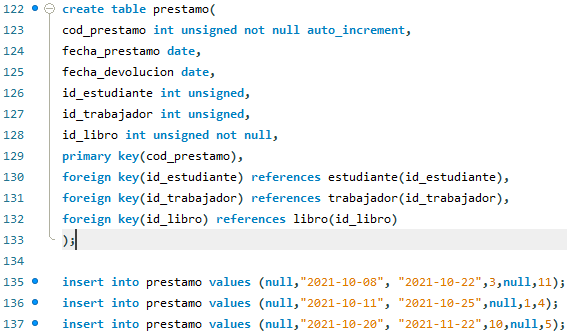 122 create table prestamo(
123 cod_prestamo int unsigned not null auto_increment,
124 fecha_prestamo date,
125 fecha_devolucion date,
126 id_estudiante int unsigned,
127 id_trabajador int unsigned,
128 id_libro int unsigned not null,
129 primary key(cod_prestamo),
130 foreign key(id_estudiante) references estudiante(id_estudiante),
131 foreign key(id_trabajador) references trabajador(id_trabajador),
132 foreign key(id_libro) references libro(id_libro)
133 );
134
135 insert into prestamo values (null,"2021-10-08", "2021-10-22",3,null,11);
136 insert into prestamo values (null,"2021-10-11", "2021-10-25",null,1,4);
137 insert into prestamo values (null,"2021-10-20", "2021-11-22",10,null,5);